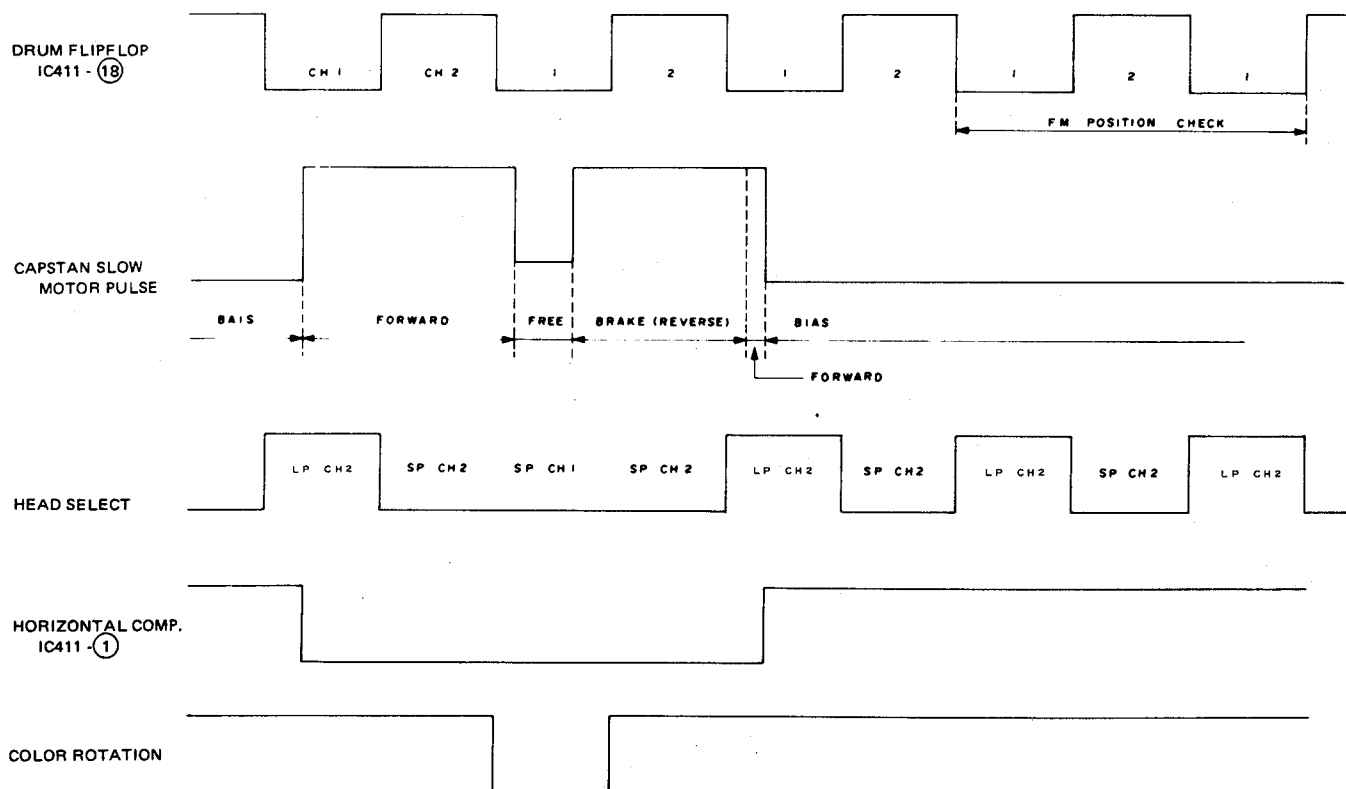 DRUM FLIPFLOP
IC411 - 18
CH 1 CH 2 1 2 1 2 1 2 1
FM POSITION CHECK
CAPSTAN SLOW
MOTOR PULSE
BAIS FORWARD FREE BRAKE (REVERSE) BIAS
FORWARD
LP CH2 SP CH2 SP CH1 SP CH2 LP CH2 SP CH2 LP CH2 SP CH2 LP CH2
HEAD SELECT
HORIZONTAL COMP.
IC411 - 1
COLOR ROTATION